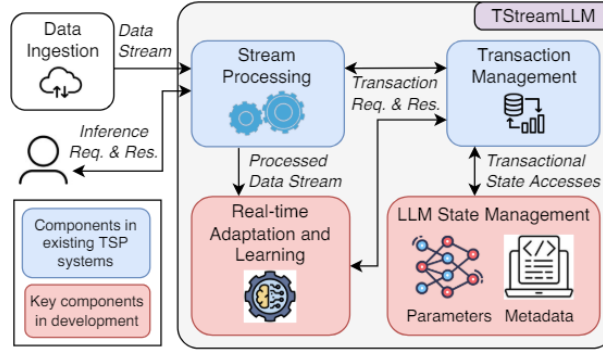 TStreamLLM
Data
Ingestion
Data
Stream
Stream
Processing
Transaction
Req. & Res.
Transaction
Management
Inference
Req. & Res.
Processed
Data Stream
Transactional
State Accesses
Real-time
Adaptation and
Learning
LLM State Management
Parameters
Metadata
Components in
existing TSP
systems
Key components
in development